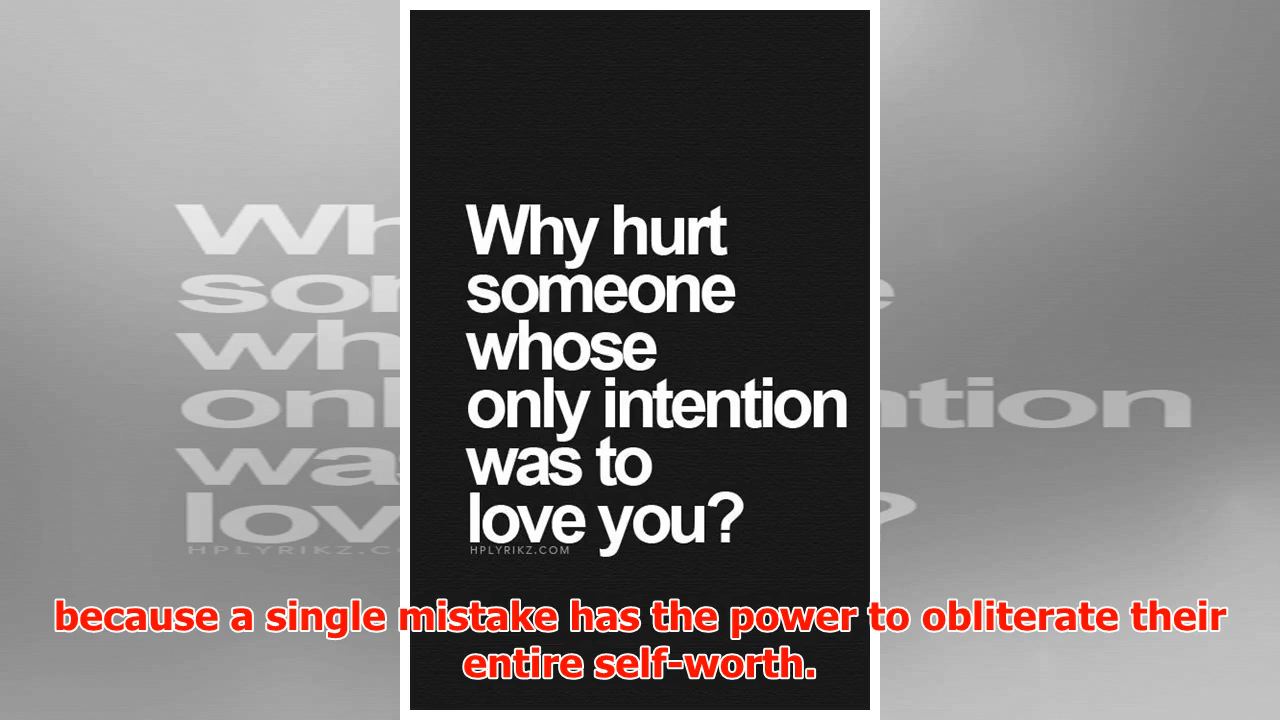 Why hurt
someone
whose
only intention
was to
love you?
HPLYRIKZ.COM
because a single mistake has the power to obliterate their
entire self-worth.